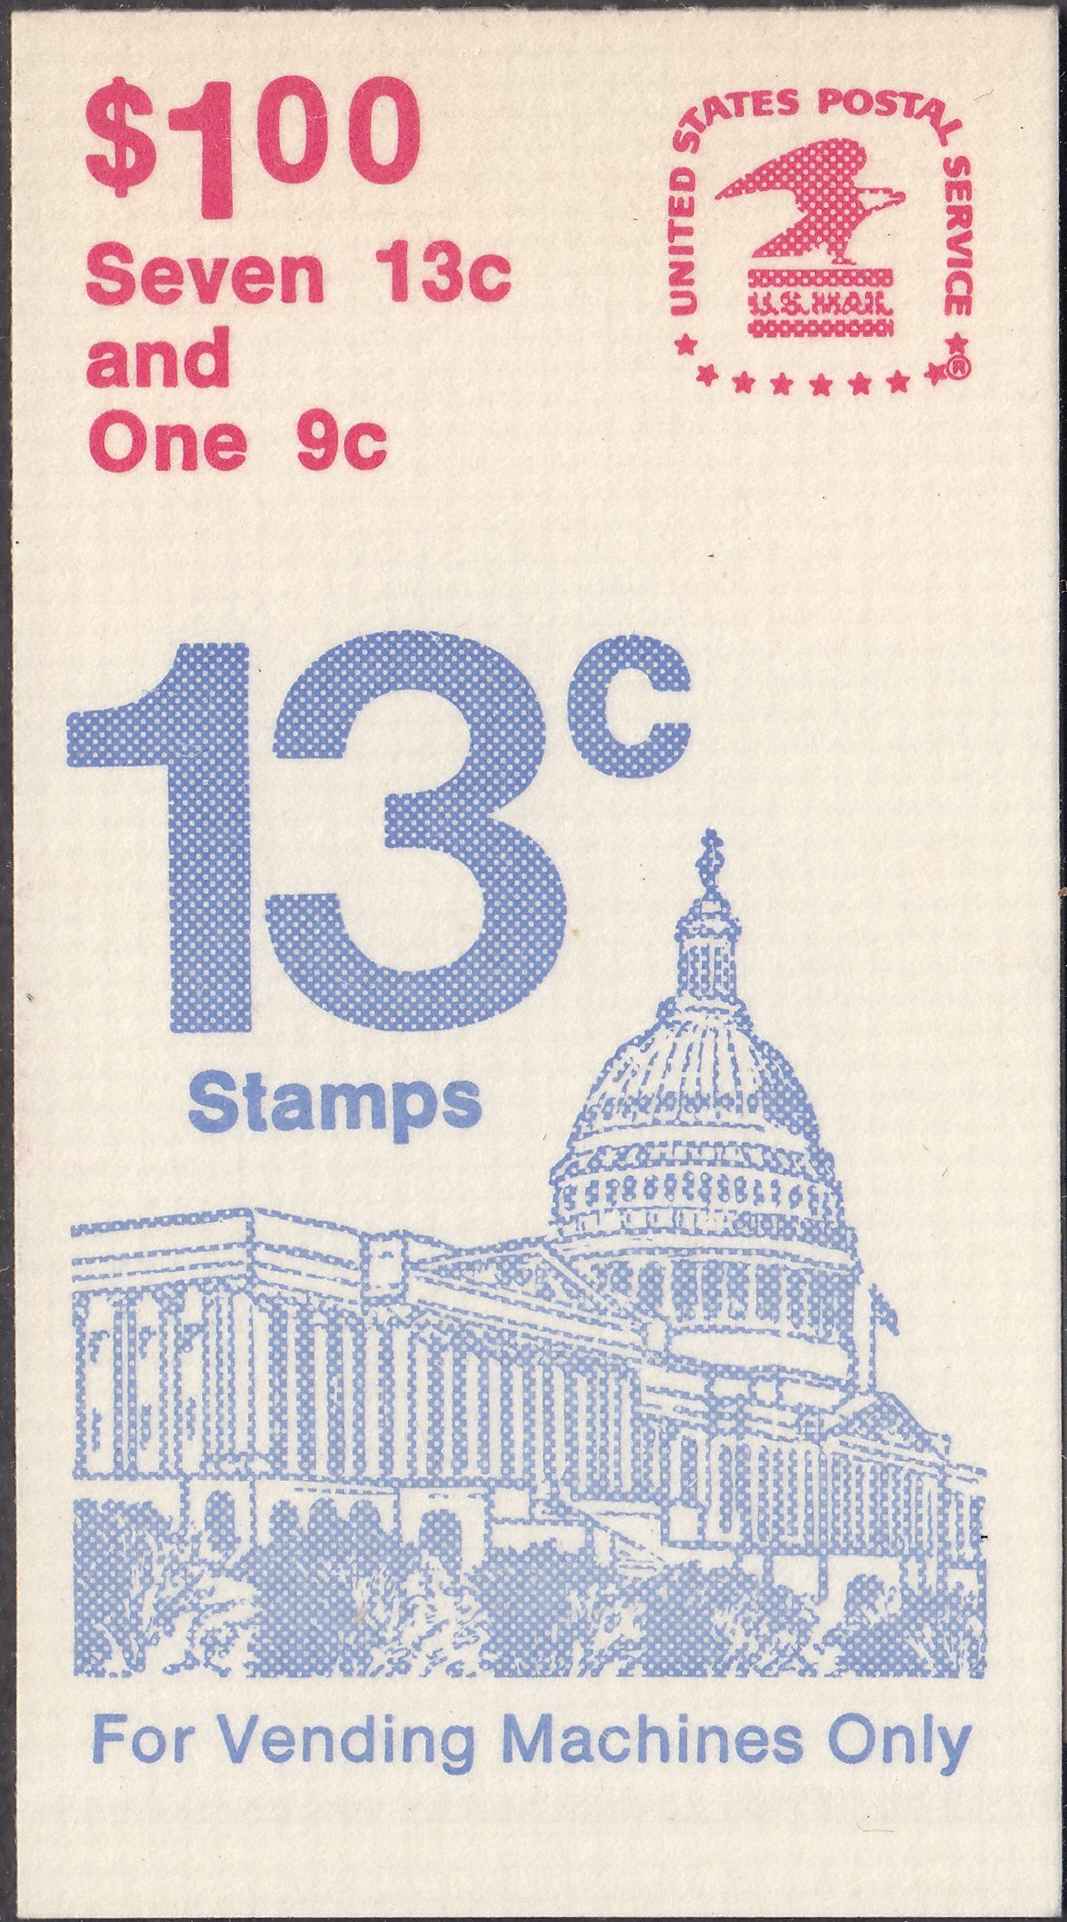 $1.00
Seven 13c
and
One 9c
UNITED STATES POSTAL SERVICE
U.S.MAIL
®
13c
Stamps
For Vending Machines Only